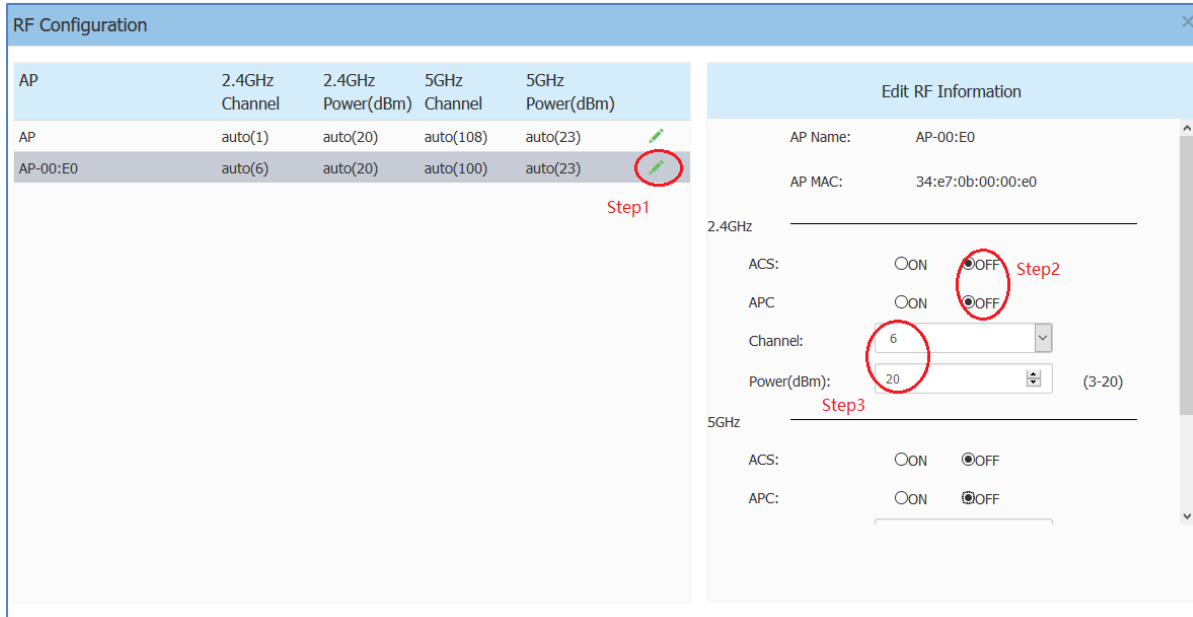 RF Configuration
AP 2.4GHz Channel 2.4GHz Power(dBm) 5GHz Channel 5GHz Power(dBm)
AP auto(1) auto(20) auto(108) auto(23)
AP-00:E0 auto(6) auto(20) auto(100) auto(23)
Step1
Edit RF Information
AP Name: AP-00:E0
AP MAC: 34:e7:0b:00:00:e0
2.4GHz
ACS: ON OFF Step2
APC ON OFF
Channel: 6
Power(dBm): 20 (3-20)
Step3
5GHz
ACS: ON OFF
APC: ON OFF